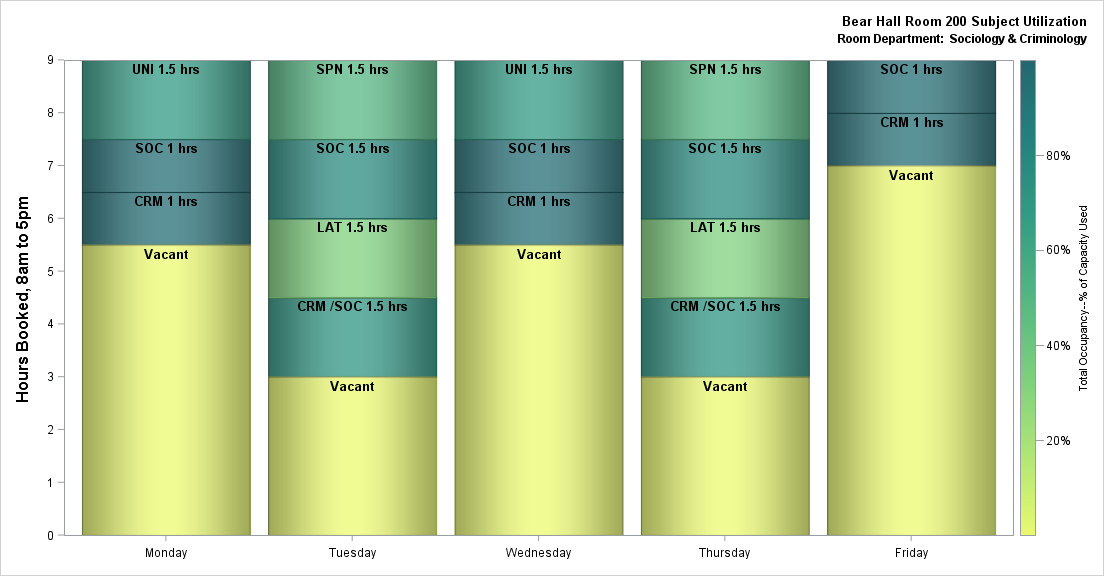 Bear Hall Room 200 Subject Utilization
Room Department: Sociology & Criminology
Hours Booked, 8am to 5pm
9
8
7
6
5
4
3
2
1
0
UNI 1.5 hrs
SOC 1 hrs
CRM 1 hrs
Vacant
SPN 1.5 hrs
SOC 1.5 hrs
LAT 1.5 hrs
CRM /SOC 1.5 hrs
Vacant
UNI 1.5 hrs
SOC 1 hrs
CRM 1 hrs
Vacant
SPN 1.5 hrs
SOC 1.5 hrs
LAT 1.5 hrs
CRM /SOC 1.5 hrs
Vacant
SOC 1 hrs
CRM 1 hrs
Vacant
Monday
Tuesday
Wednesday
Thursday
Friday
80%
60%
40%
20%
Total Occupancy--% of Capacity Used